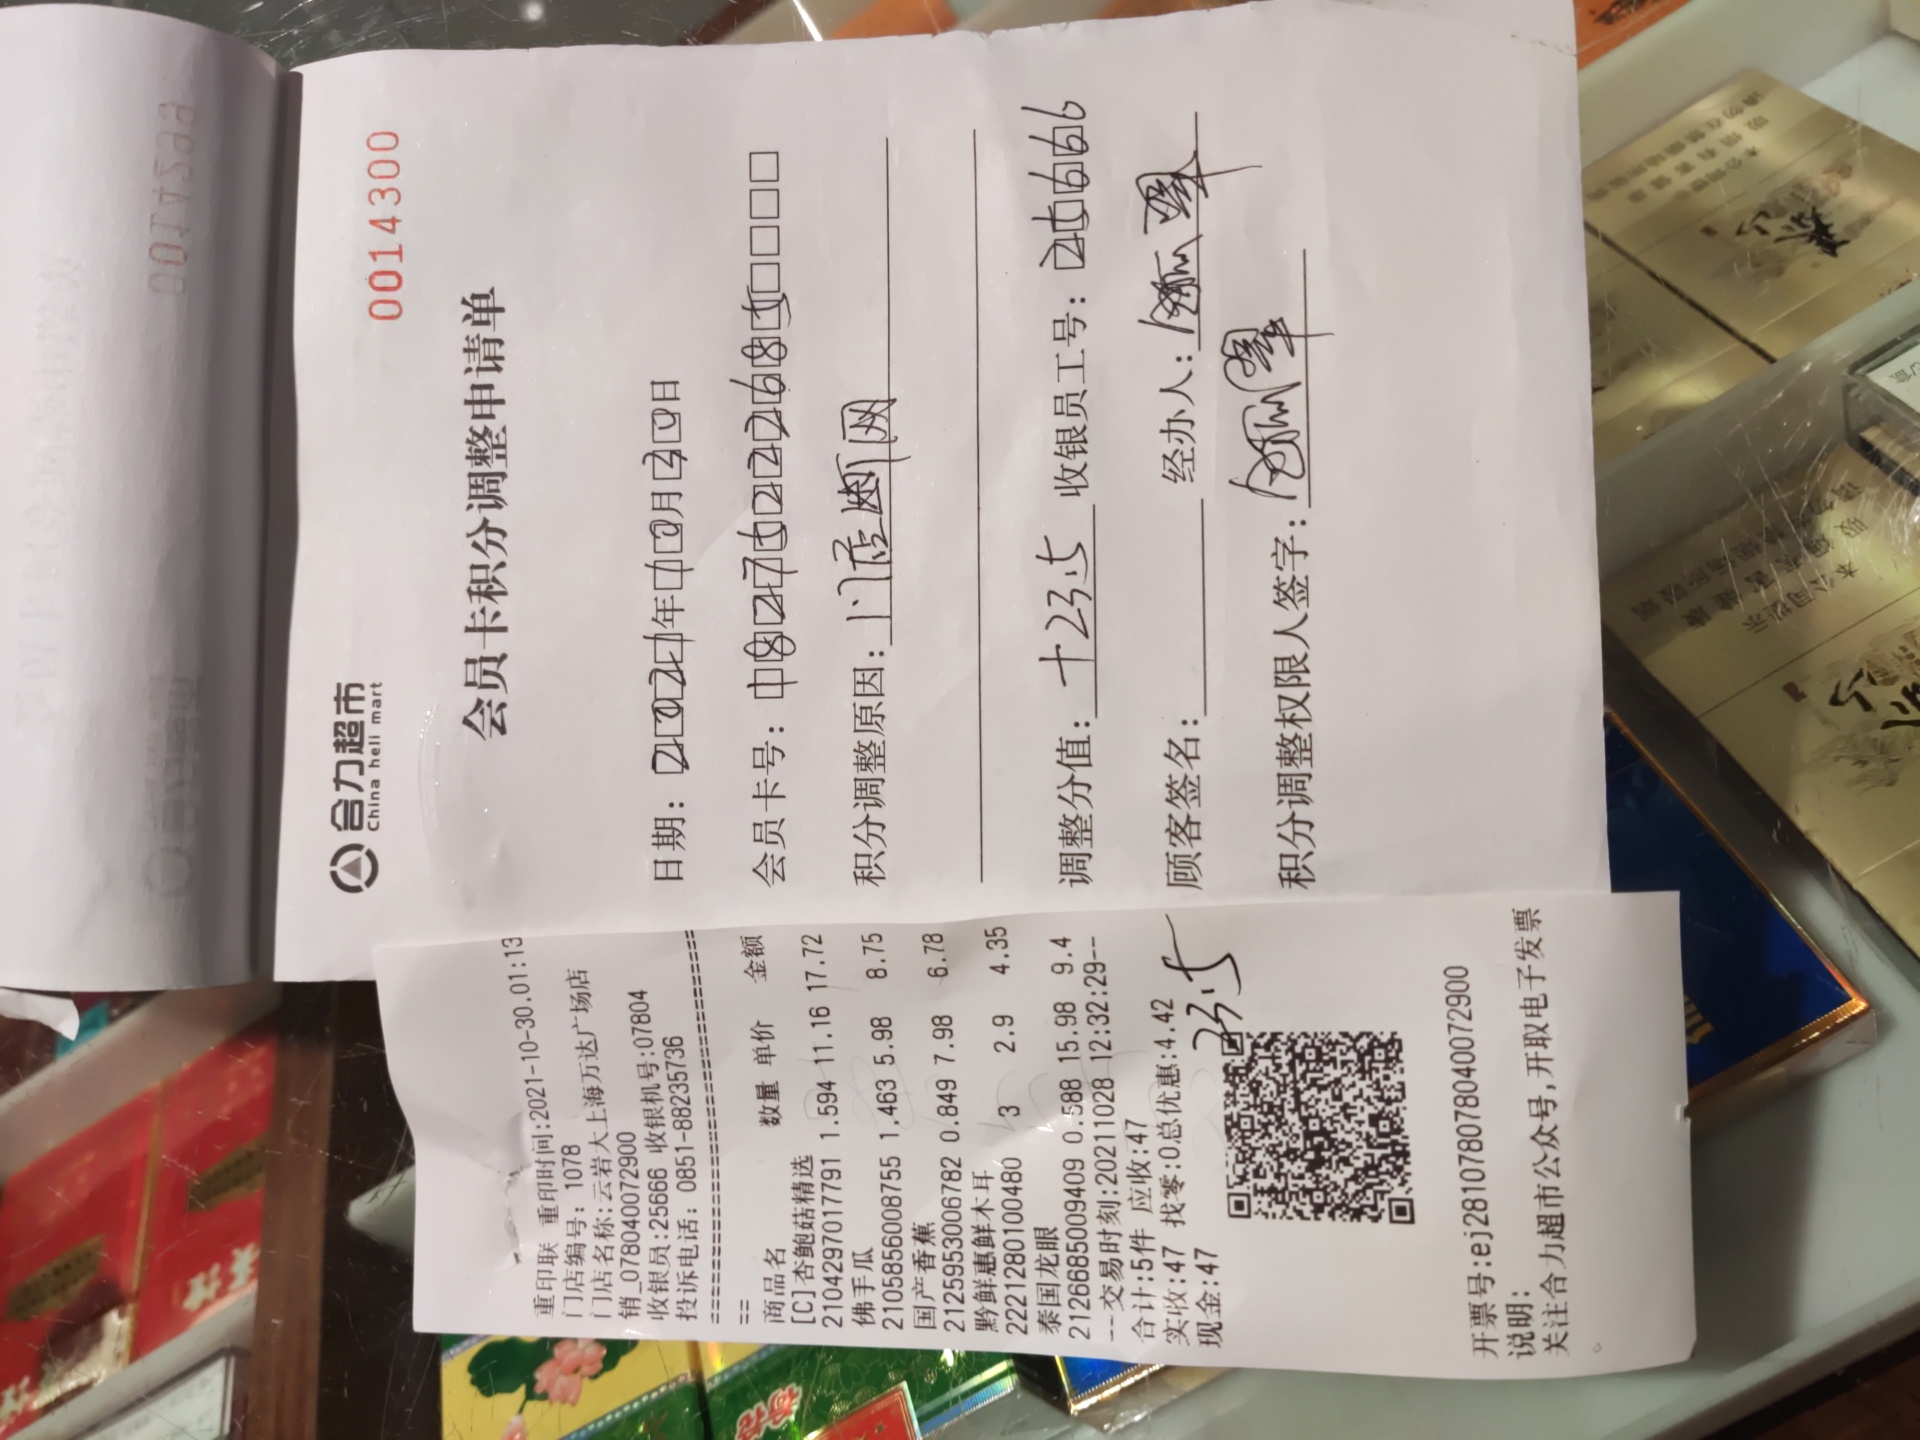 0014300
合力超市
China heli mart
会员卡积分调整申请单
日期：2021年10月30日
会员卡号：
积分调整原因：门店断网
调整分值：+23.5 收银员工号：25666
顾客签名： 经办人：
积分调整权限人签字：
重印联 重印时间:2021-10-30.01:13
门店编号: 1078
门店名称:云岩大上海万达广场店
销_0780400072900
收银员:25666 收银机号:07804
投诉电话: 0851-88235736
==============================
==
商品名 数量 单价 金额
[C]杏鲍菇精选
2104297017791 1.594 11.16 17.72
佛手瓜
2105856008755 1.463 5.98 8.75
国产香蕉
2125953006782 0.849 7.98 6.78
黔鲜惠鲜木耳
2221280100480 3 2.9 4.35
泰国龙眼
2126685009409 0.588 15.98 9.4
--交易时刻:20211028 12:32:29--
合计:5件 应收:47
实收:47 找零:0总优惠:4.42
现金:47
23.5
开票号:ej2810780780400072900
说明:
关注合力超市公众号,开取电子发票